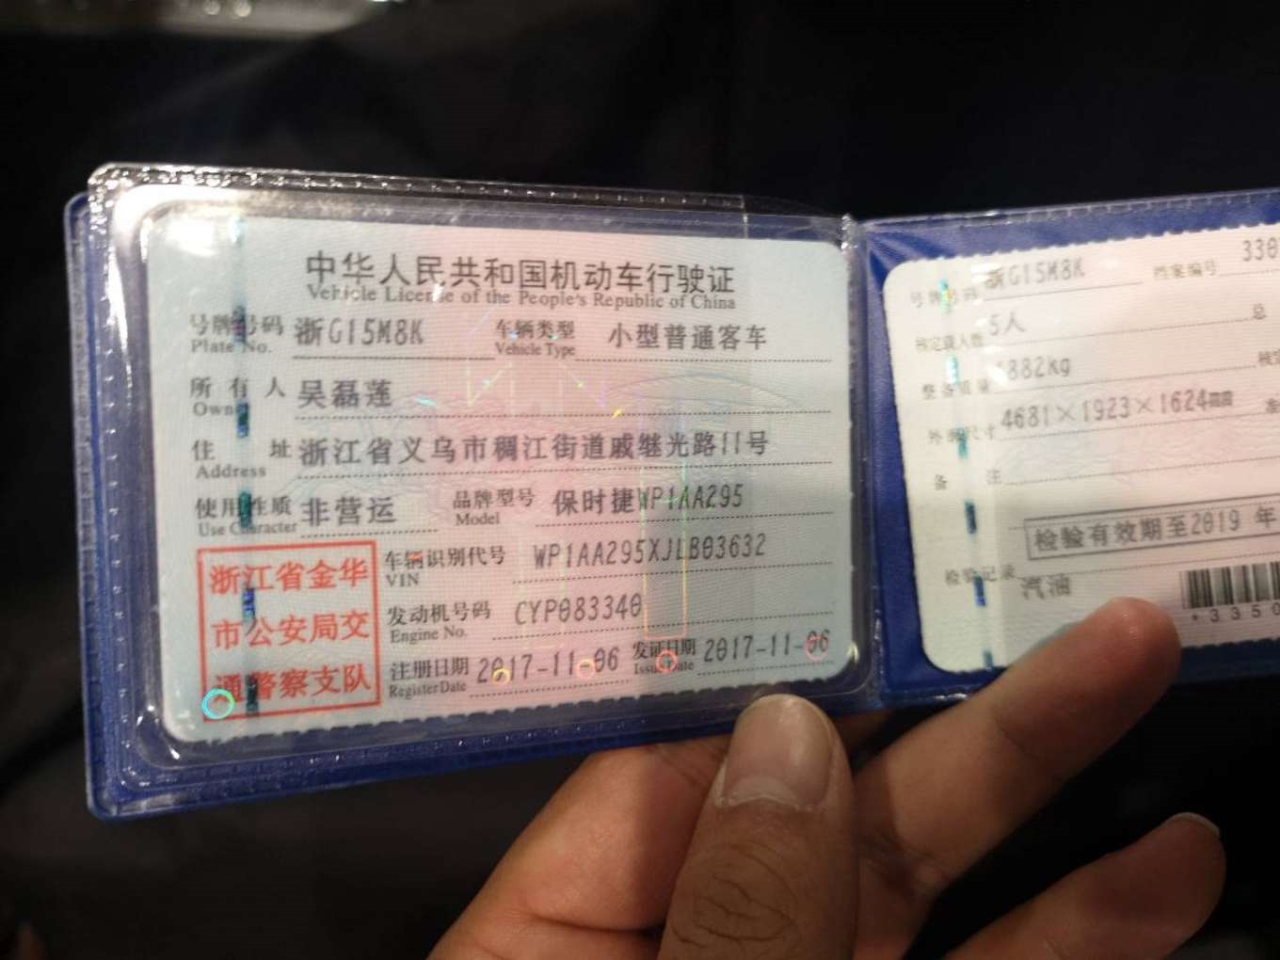 中华人民共和国机动车行驶证
Vehicle License of the People's Republic of China
号牌号码 浙G15M8K 车辆类型 小型普通客车
Plate No. Vehicle Type
所有人 吴磊莲
Owner
住址 浙江省义乌市稠江街道戚继光路11号
Address
使用性质 非营运 品牌型号 保时捷WP1AA295
Use Character Model
浙江省金华
市公安局交
通警察支队
车辆识别代号 WP1AA295XJLB03632
VIN
发动机号码 CYP083340
Engine No.
注册日期 2017-11-06 发证日期 2017-11-06
Register Date Issue Date
号牌号码 浙G15M8K 档案编号 330
核定载人数 5人 总
整备质量 1882kg 核定
外廓尺寸 4681×1923×1624mm
备注
检验有效期至2019 年
检验记录
汽油
*3350